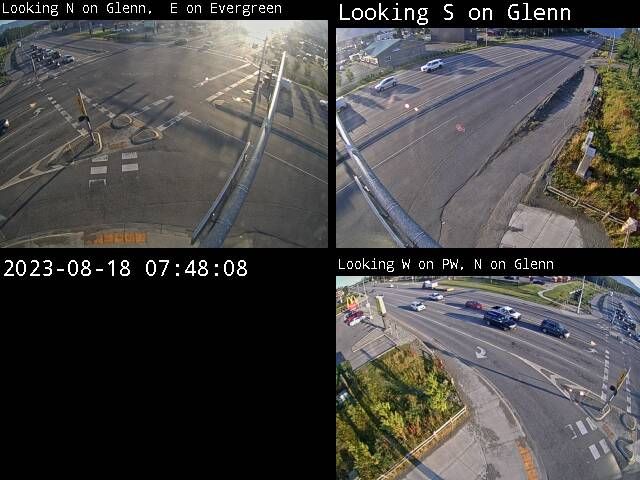 Looking N on Glenn,  E on Evergreen
Looking S on Glenn
2023-08-18 07:48:08
Looking W on PW, N on Glenn